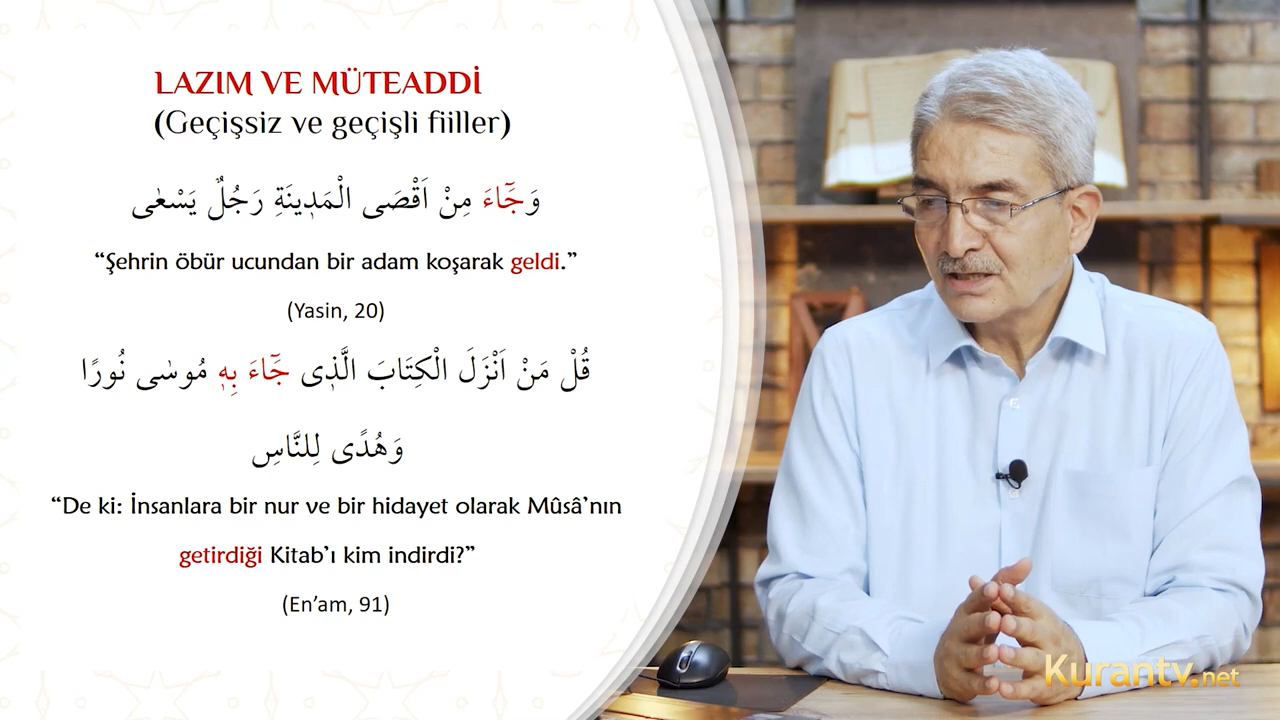 LAZIM VE MÜTEADDİ
(Geçişsiz ve geçişli fiiller)
وَجَٓاءَ مِنْ اَقْصَى الْمَدٖينَةِ رَجُلٌ يَسْعٰى
“Şehrin öbür ucundan bir adam koşarak geldi.”
(Yasin, 20)
قُلْ مَنْ اَنْزَلَ الْكِتَابَ الَّذٖى جَٓاءَ بِهٖ مُوسٰى نُورًا
وَهُدًى لِلنَّاسِ
“De ki: İnsanlara bir nur ve bir hidayet olarak Mûsâ’nın
getirdiği Kitab’ı kim indirdi?”
(En’am, 91)
Kurantv.net